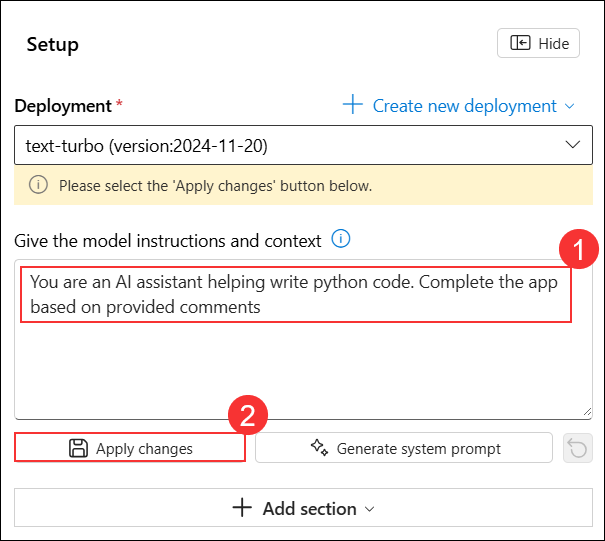 Setup
Hide
Deployment *
Create new deployment
text-turbo (version:2024-11-20)
Please select the 'Apply changes' button below.
Give the model instructions and context
1
You are an AI assistant helping write python code. Complete the app
based on provided comments
2
Apply changes
Generate system prompt
Add section